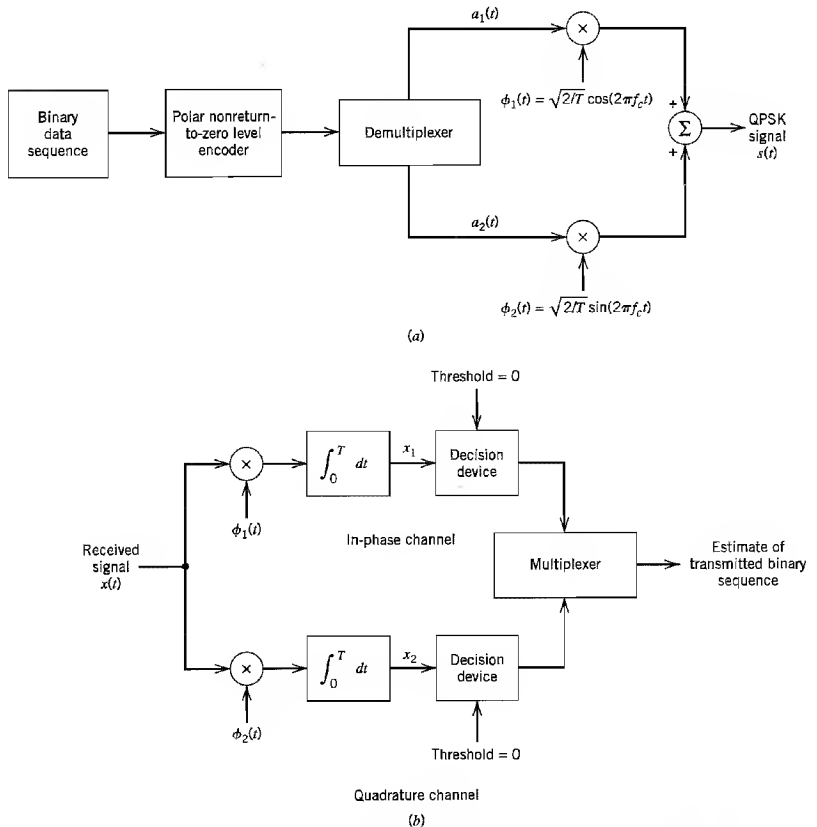 a₁(t)
×
ϕ₁(t) = √2/T cos(2πf_c t)
Binary
data
sequence
Polar nonreturn-
to-zero level
encoder
Demultiplexer
+
Σ
+
QPSK
signal
s(t)
a₂(t)
×
ϕ₂(t) = √2/T sin(2πf_c t)
(a)
Threshold = 0
×
∫₀ᵀ dt
x₁
Decision
device
ϕ₁(t)
In-phase channel
Received
signal
x(t)
Multiplexer
Estimate of
transmitted binary
sequence
×
∫₀ᵀ dt
x₂
Decision
device
ϕ₂(t)
Threshold = 0
Quadrature channel
(b)